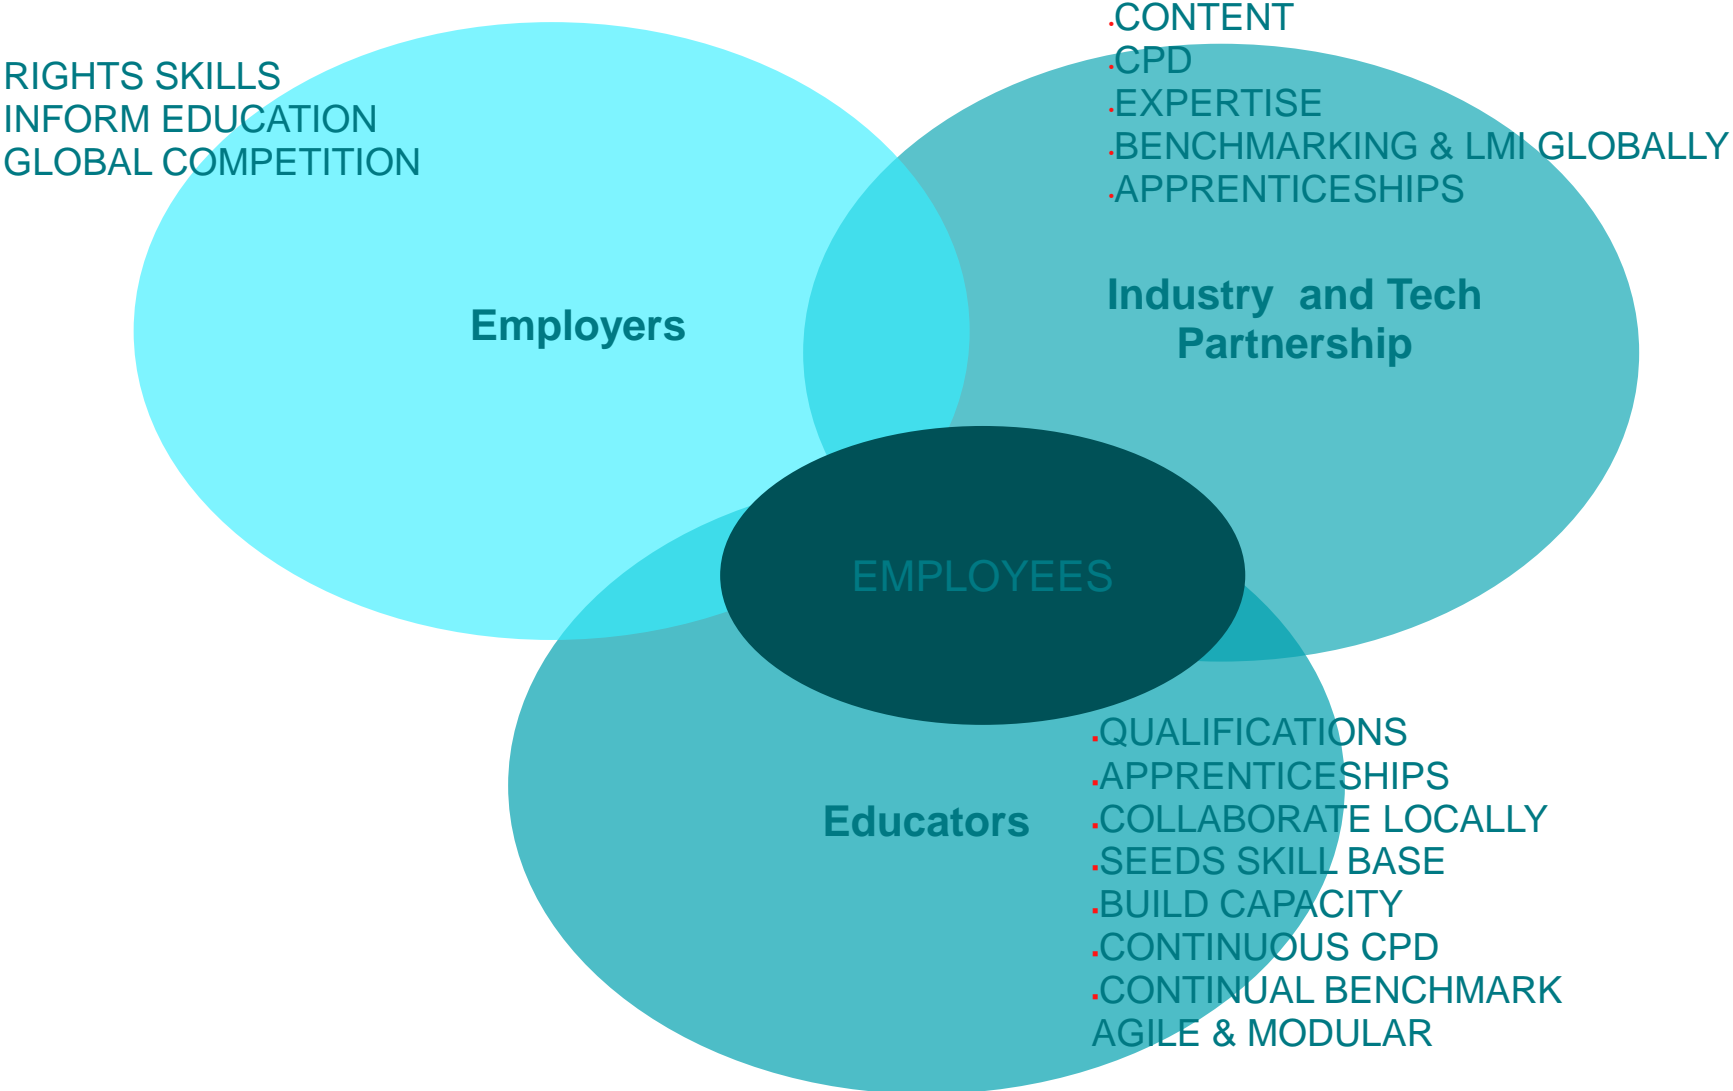 RIGHTS SKILLS
INFORM EDUCATION
GLOBAL COMPETITION
Employers
•CONTENT
•CPD
•EXPERTISE
•BENCHMARKING & LMI GLOBALLY
•APPRENTICESHIPS
Industry and Tech
Partnership
EMPLOYEES
Educators
▪QUALIFICATIONS
▪APPRENTICESHIPS
▪COLLABORATE LOCALLY
▪SEEDS SKILL BASE
▪BUILD CAPACITY
▪CONTINUOUS CPD
▪CONTINUAL BENCHMARK
AGILE & MODULAR